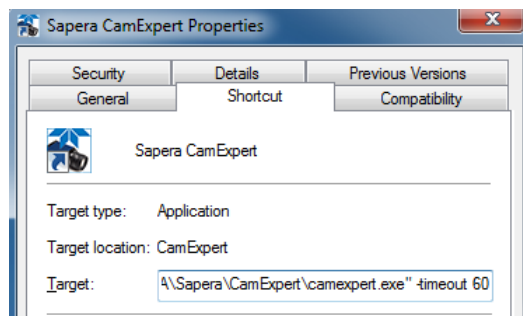 Sapera CamExpert Properties
X
Security Details Previous Versions
General Shortcut Compatibility
Sapera CamExpert
Target type: Application
Target location: CamExpert
Target: \Sapera\CamExpert\camexpert.exe" -timeout 60